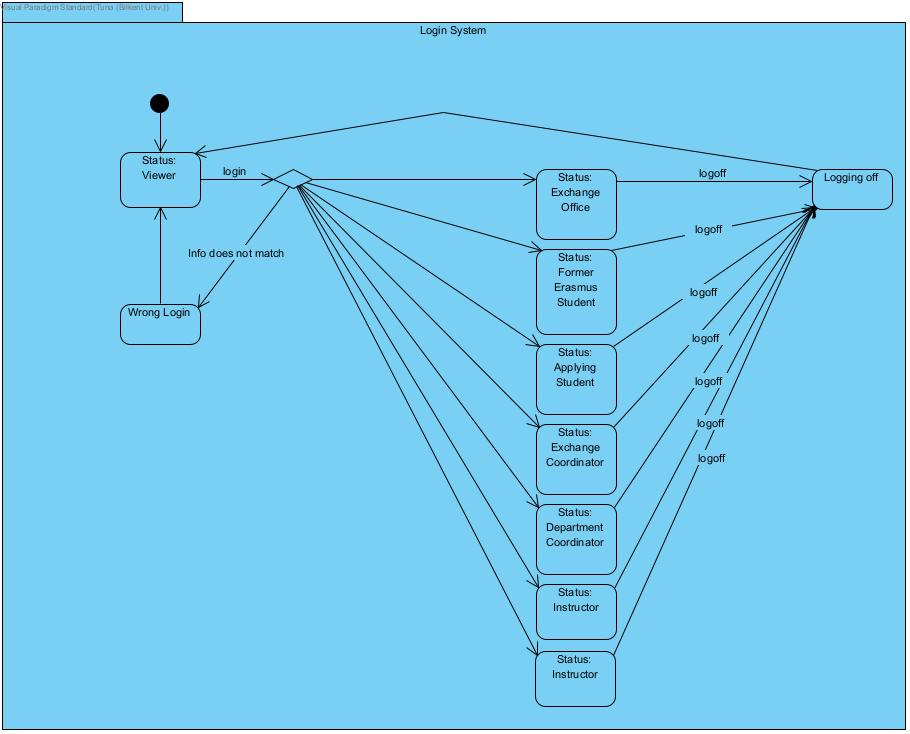 Visual Paradigm Standard(Tuna (Bilkent Univ.))
Login System
Status:
Viewer
login
Info does not match
Wrong Login
Status:
Exchange
Office
logoff
Logging off
Status:
Former
Erasmus
Student
logoff
Status:
Applying
Student
logoff
Status:
Exchange
Coordinator
logoff
Status:
Department
Coordinator
logoff
Status:
Instructor
logoff
Status:
Instructor
logoff